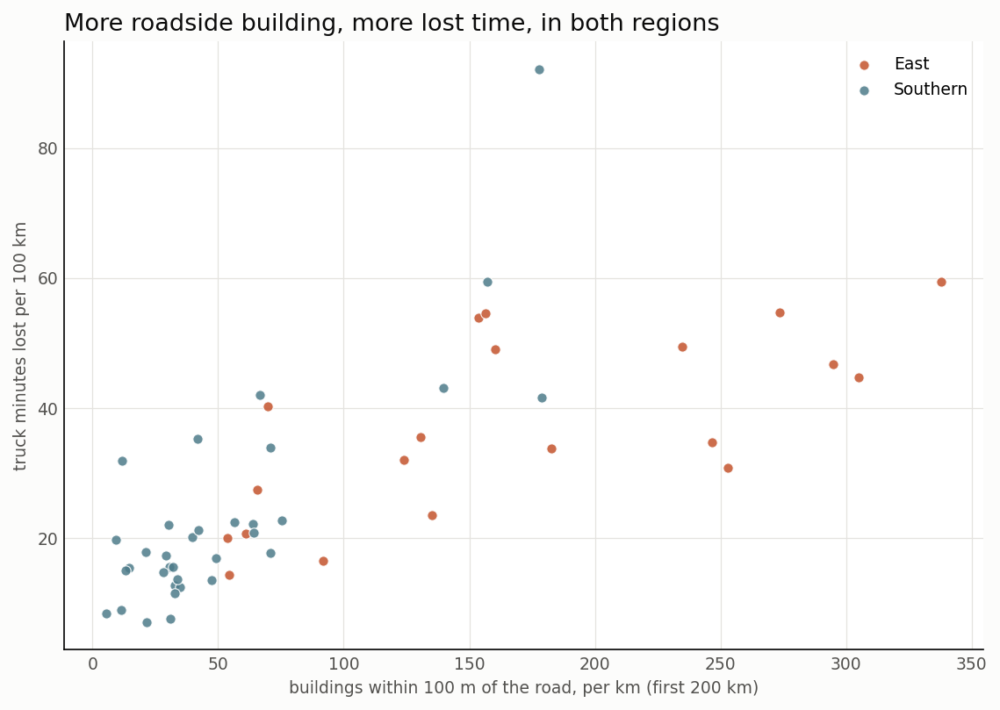 More roadside building, more lost time, in both regions
East
Southern
truck minutes lost per 100 km
80
60
40
20
0 50 100 150 200 250 300 350
buildings within 100 m of the road, per km (first 200 km)